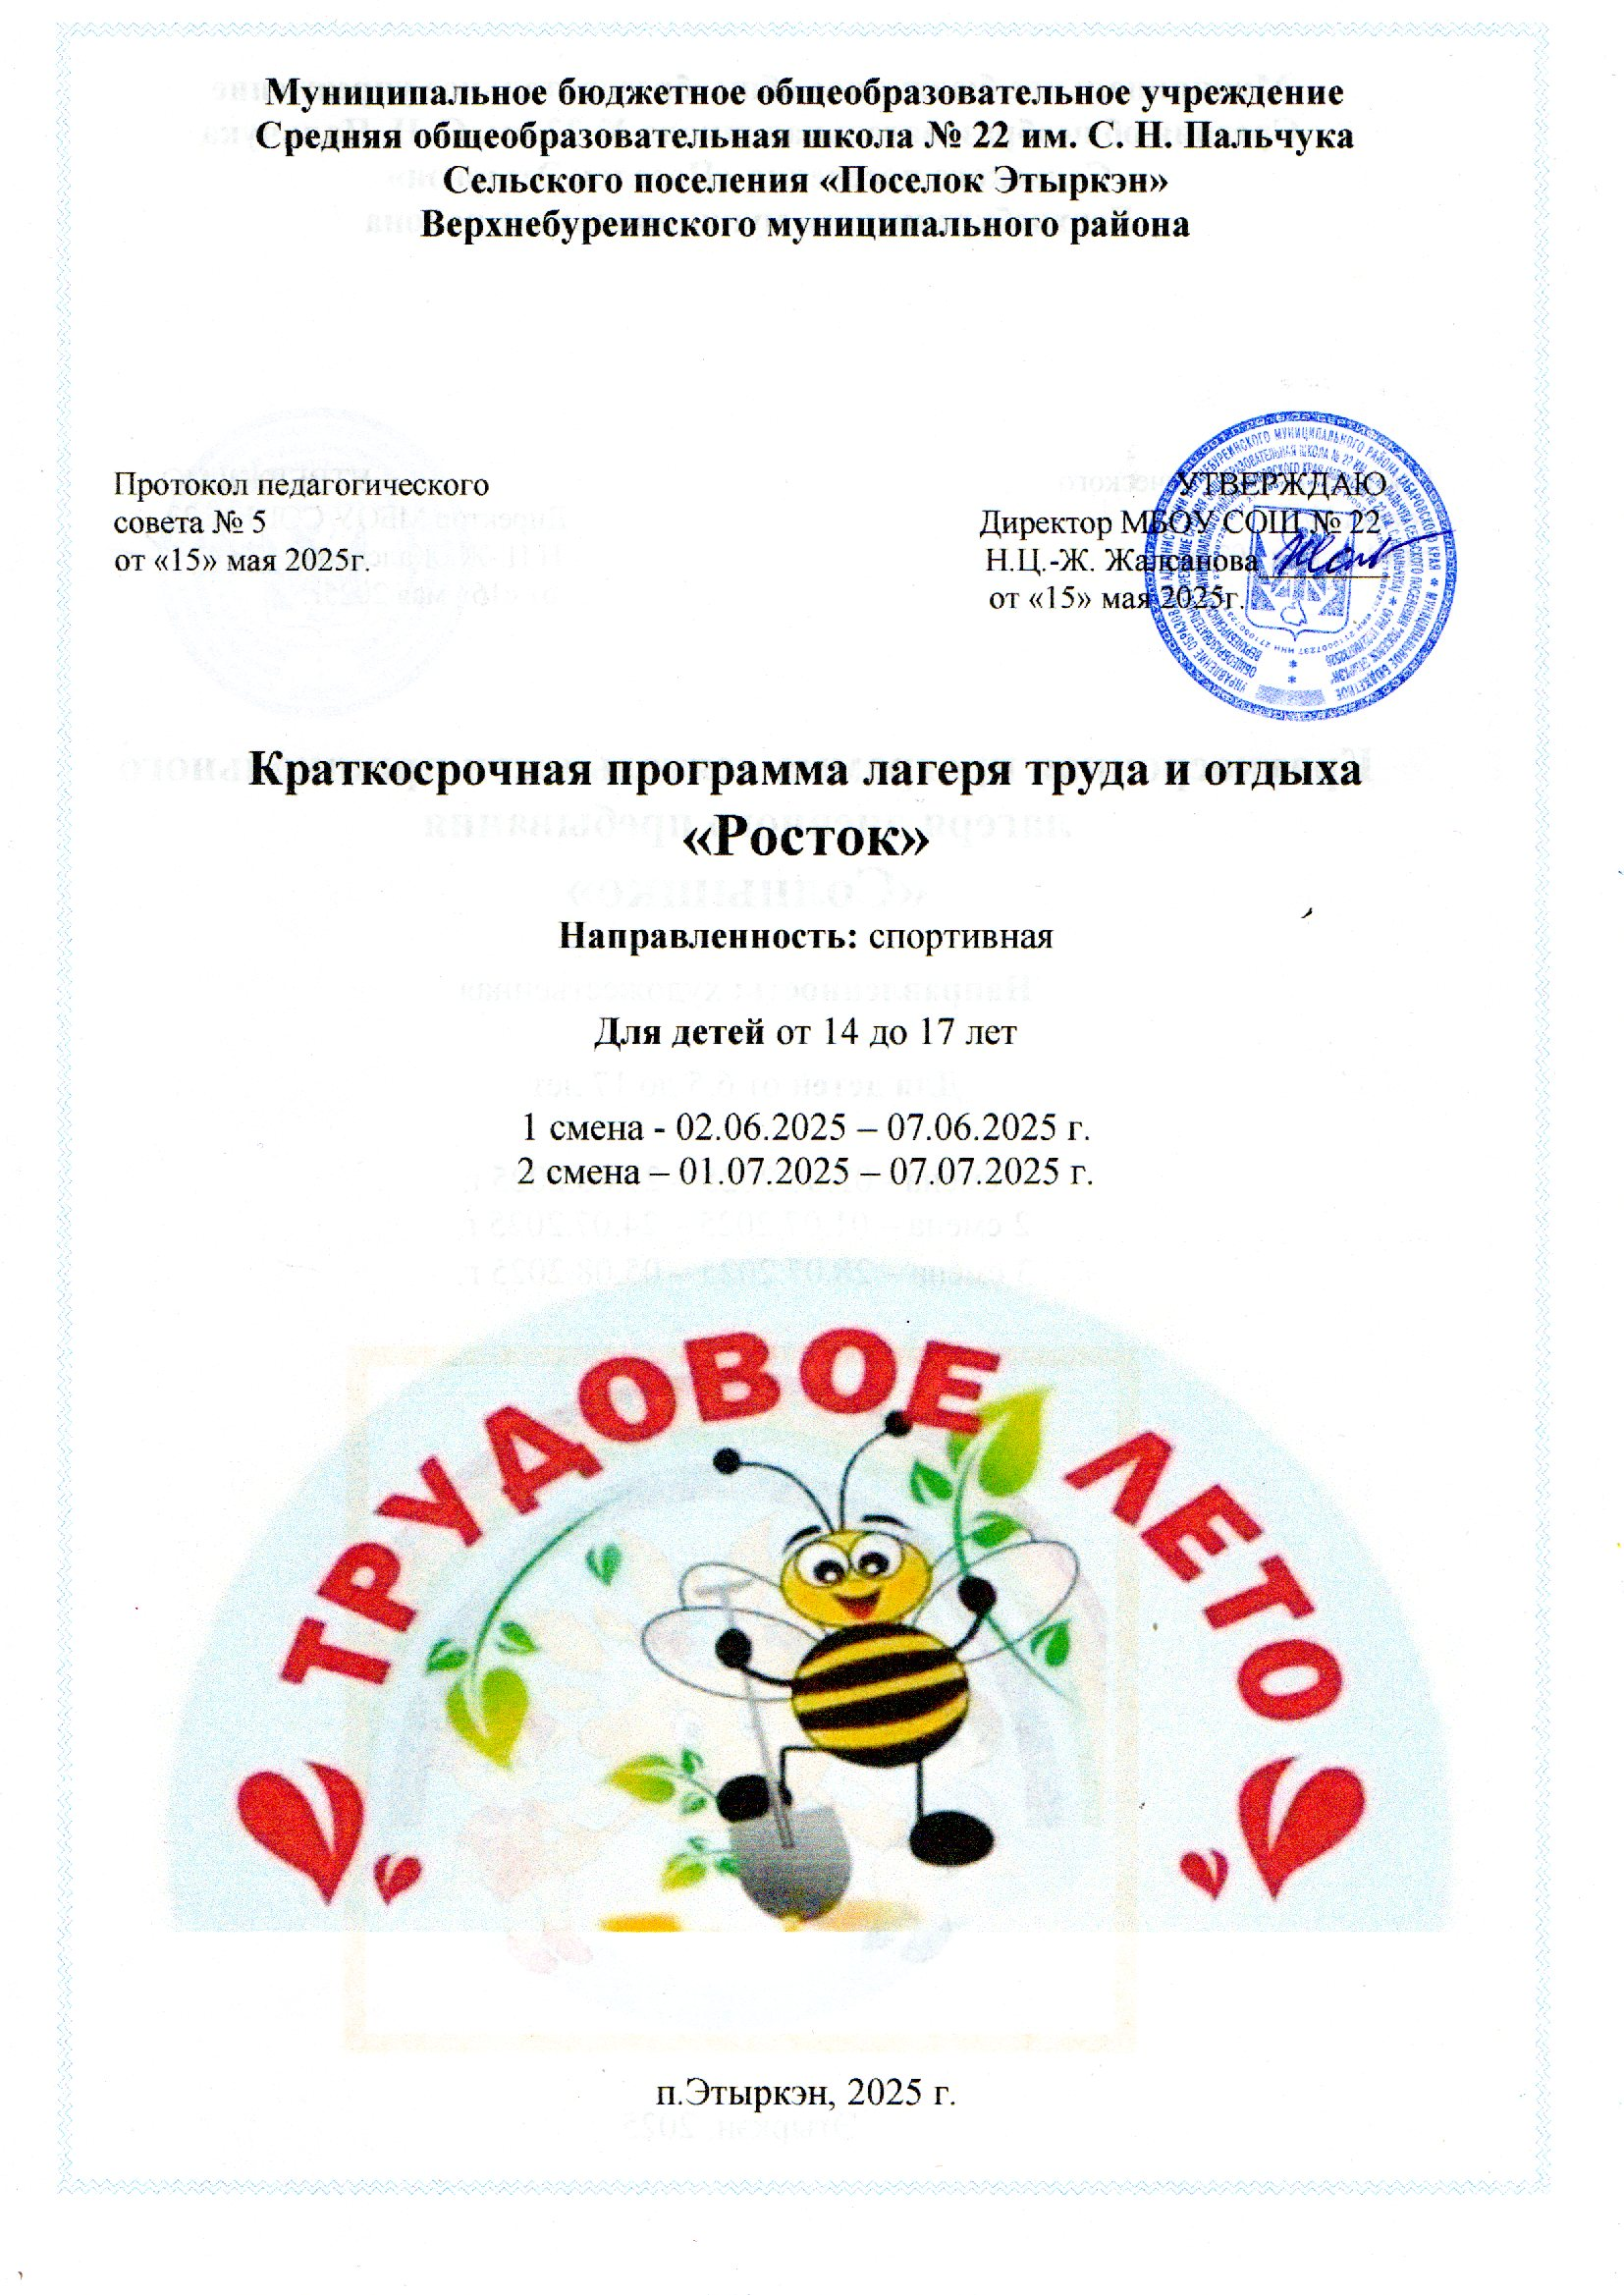 Муниципальное бюджетное общеобразовательное учреждение
Средняя общеобразовательная школа № 22 им. С. Н. Пальчука
Сельского поселения «Поселок Этыркэн»
Верхнебуреинского муниципального района
Протокол педагогического
совета № 5
от «15» мая 2025г.
УТВЕРЖДАЮ
Директор МБОУ СОШ № 22
Н.Ц.-Ж. Жалсанова
от «15» мая 2025г.
Краткосрочная программа лагеря труда и отдыха
«Росток»
Направленность: спортивная
Для детей от 14 до 17 лет
1 смена - 02.06.2025 – 07.06.2025 г.
2 смена – 01.07.2025 – 07.07.2025 г.
ТРУДОВОЕ ЛЕТО
п.Этыркэн, 2025 г.